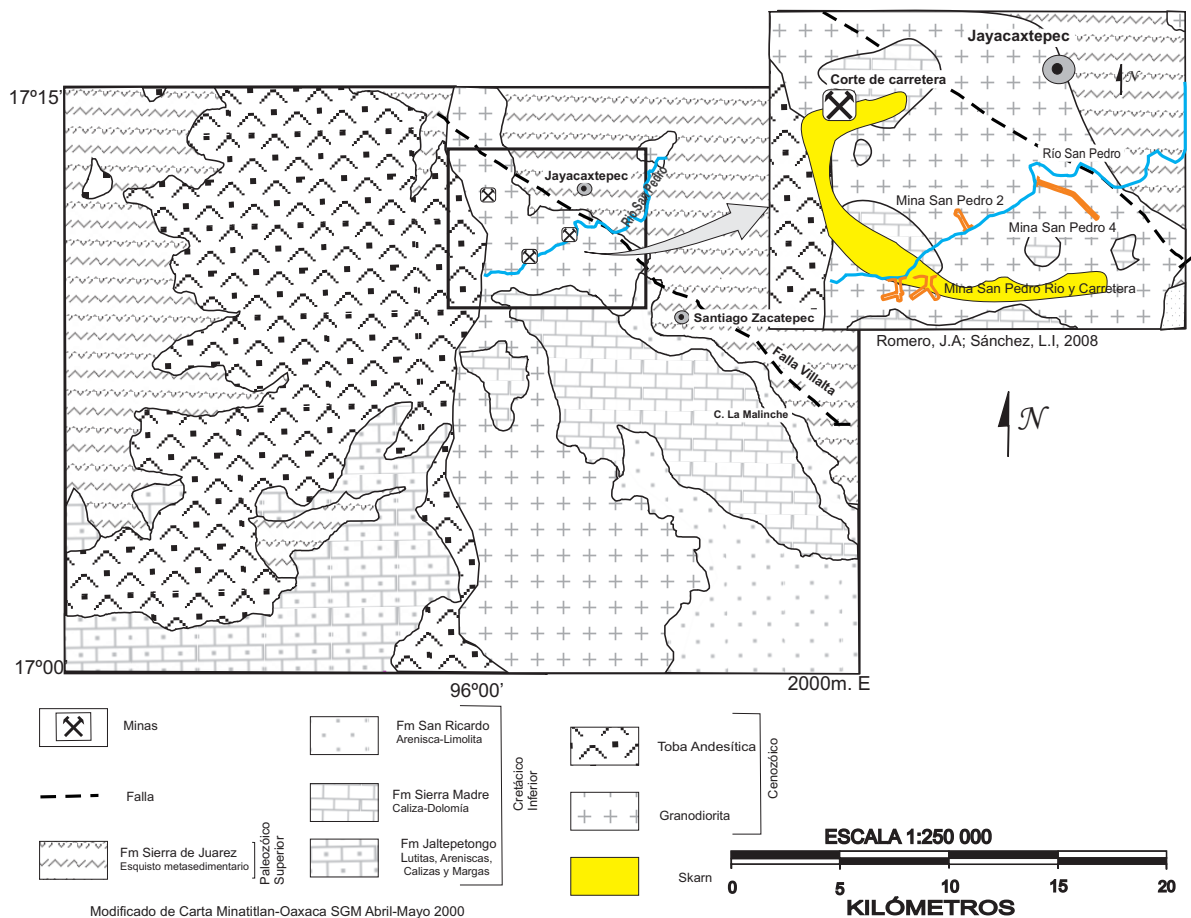 Jayacaxtepec
Corte de carretera
N
Río San Pedro
Mina San Pedro 2
Mina San Pedro 4
Mina San Pedro Rio y Carretera
Romero, J.A; Sánchez, L.I, 2008
17º15'
Jayacaxtepec
Río San Pedro
Santiago Zacatepec
Falla Villalta
C. La Malinche
N
17º00'
96º00'
2000m. E
Minas
Falla
Fm Sierra de Juarez
Esquisto metasedimentario
Paleozóico
Superior
Fm San Ricardo
Arenisca-Limolita
Fm Sierra Madre
Caliza-Dolomía
Fm Jaltepetongo
Lutitas, Areniscas,
Calizas y Margas
Cretácico
Inferior
Toba Andesítica
Granodiorita
Cenozóico
Skarn
ESCALA 1:250 000
0 5 10 15 20
KILÓMETROS
Modificado de Carta Minatitlan-Oaxaca SGM Abril-Mayo 2000